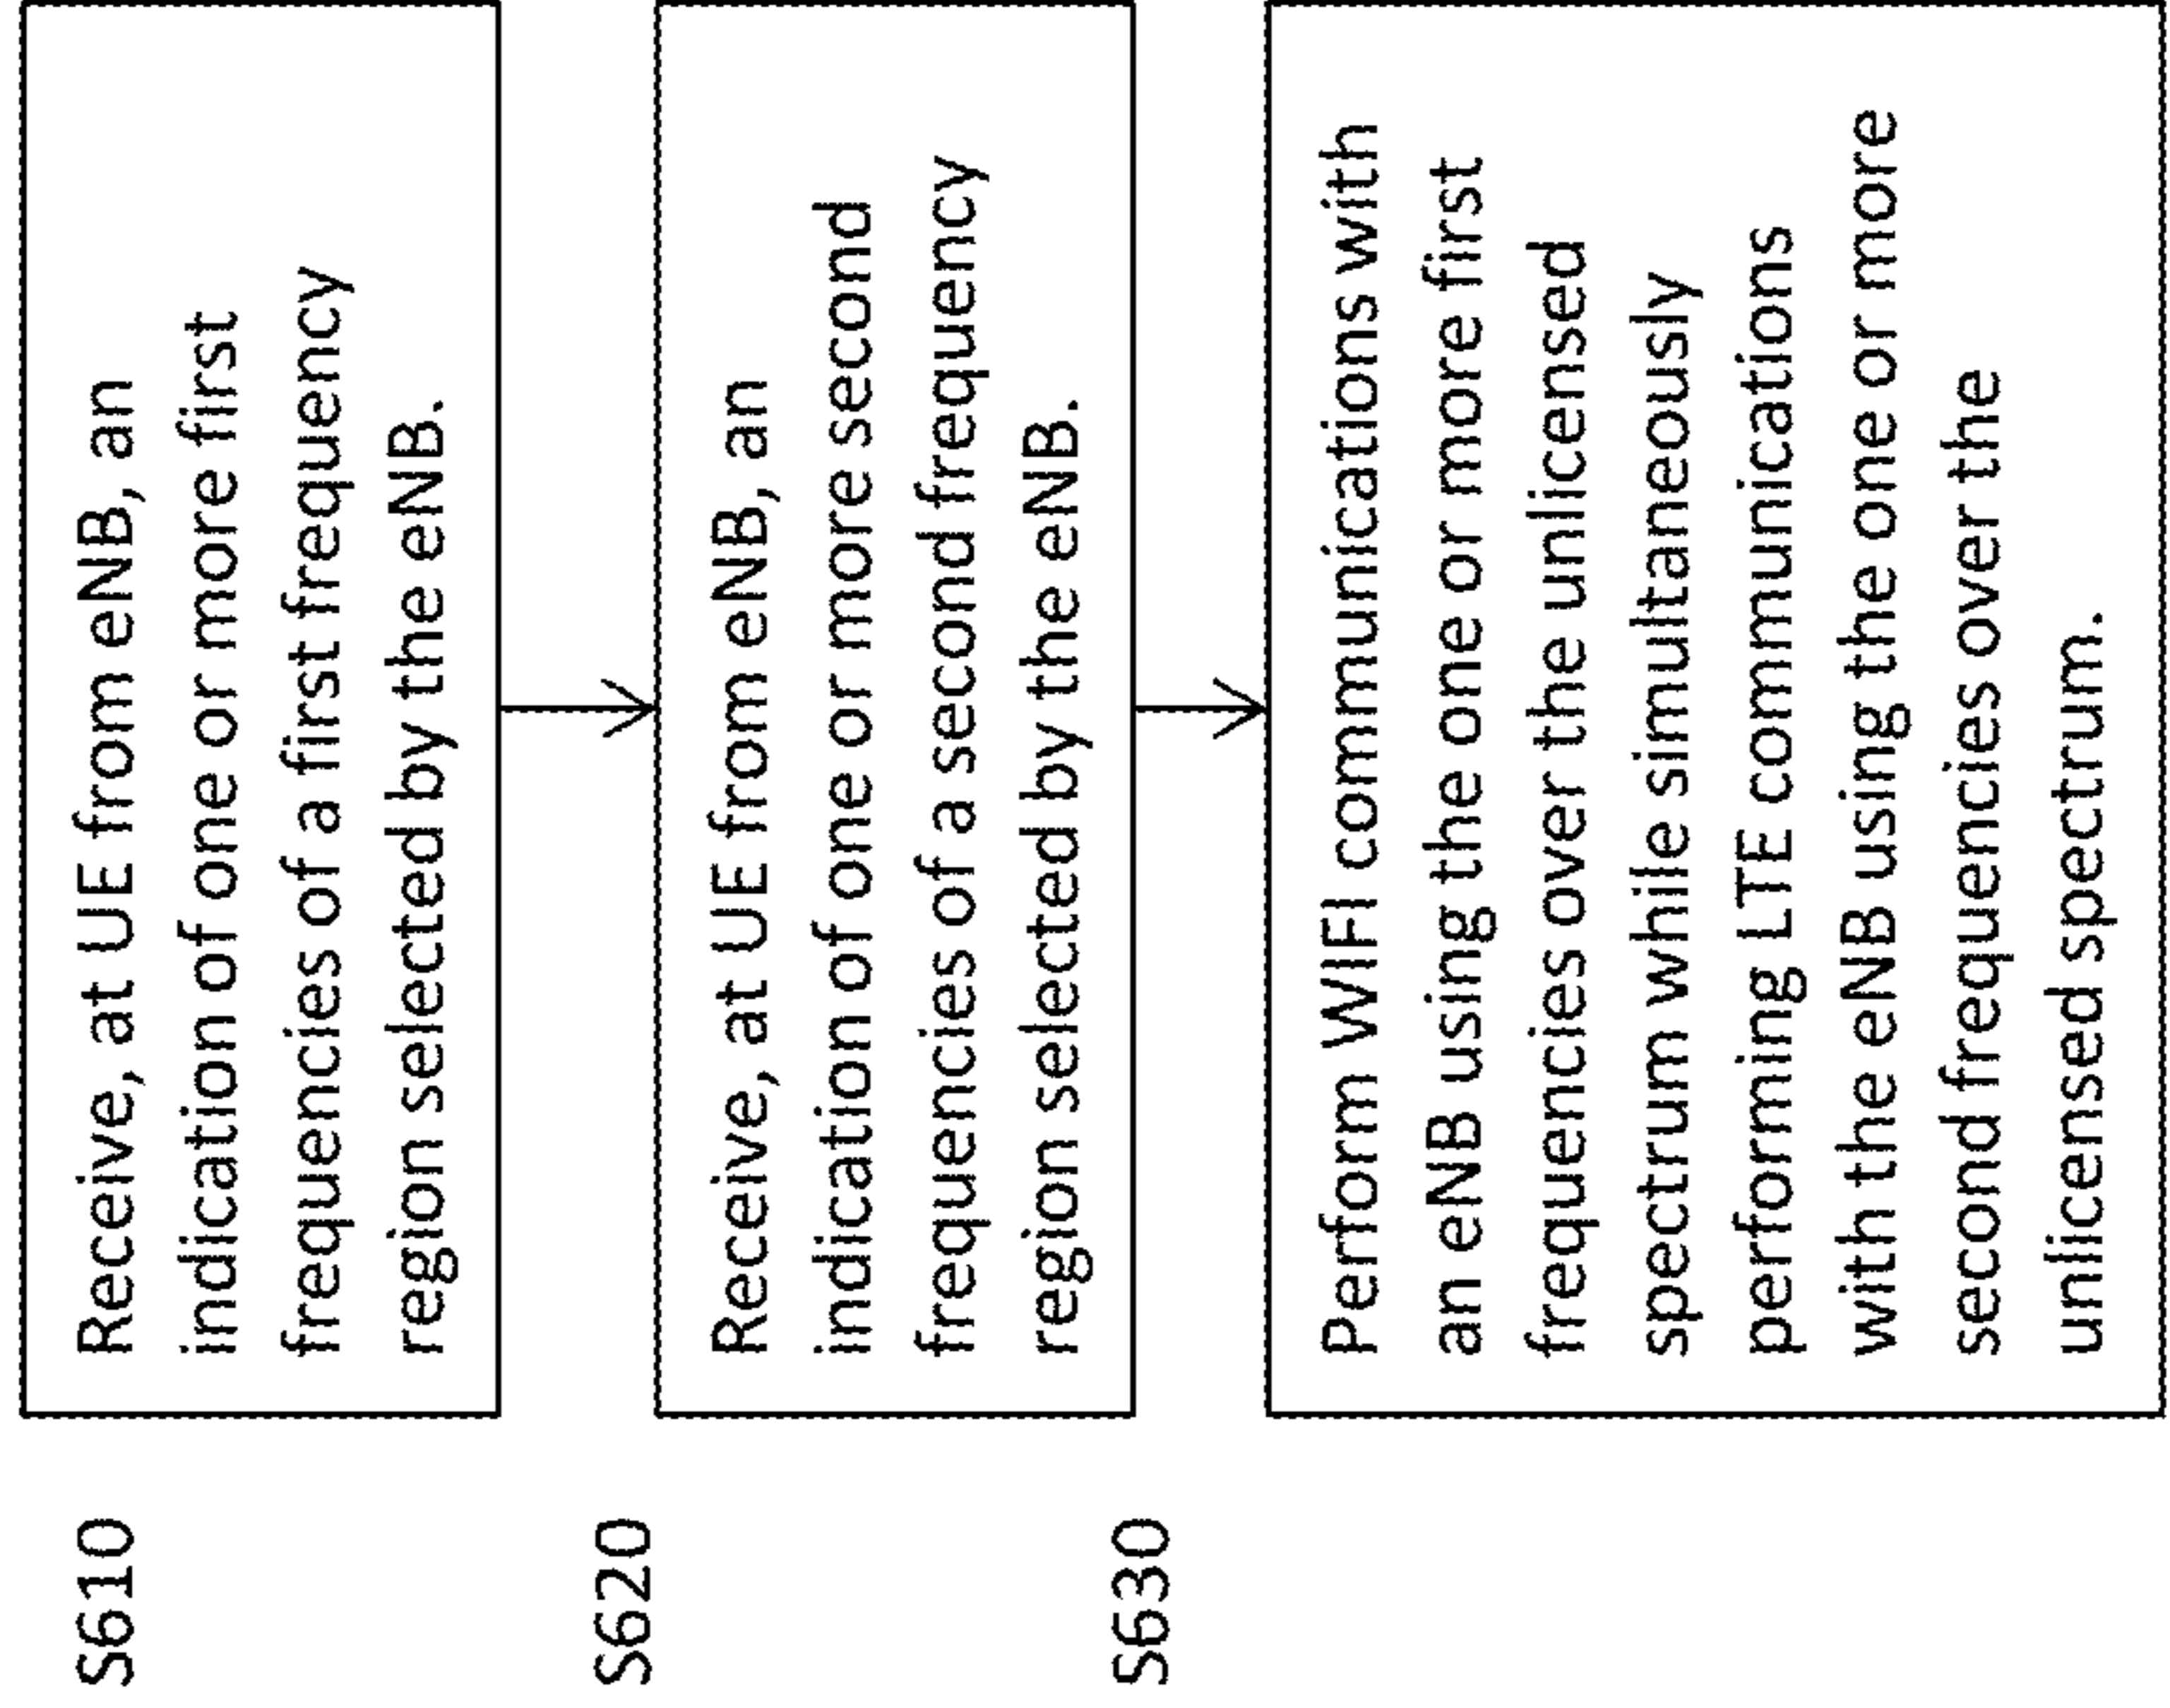 S610
Receive, at UE from eNB, an
indication of one or more first
frequencies of a first frequency
region selected by the eNB.
S620
Receive, at UE from eNB, an
indication of one or more second
frequencies of a second frequency
region selected by the eNB.
S630
Perform WIFI communications with
an eNB using the one or more first
frequencies over the unlicensed
spectrum while simultaneously
performing LTE communications
with the eNB using the one or more
second frequencies over the
unlicensed spectrum.